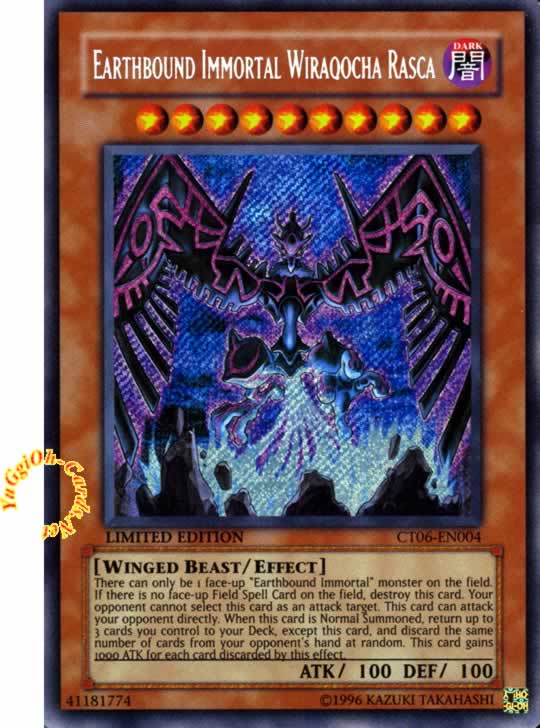 EARTHBOUND IMMORTAL WIRAQOCHA RASCA
DARK
闇
LIMITED EDITION
CT06-EN004
YuGgiOh-Cards.Net
[WINGED BEAST/EFFECT]
There can only be 1 face-up "Earthbound Immortal" monster on the field.
If there is no face-up Field Spell Card on the field, destroy this card. Your
opponent cannot select this card as an attack target. This card can attack
your opponent directly. When this card is Normal Summoned, return up to
3 cards you control to your Deck, except this card, and discard the same
number of cards from your opponent's hand at random. This card gains
1000 ATK for each card discarded by this effect.
ATK/ 100 DEF/ 100
41181774
©1996 KAZUKI TAKAHASHI